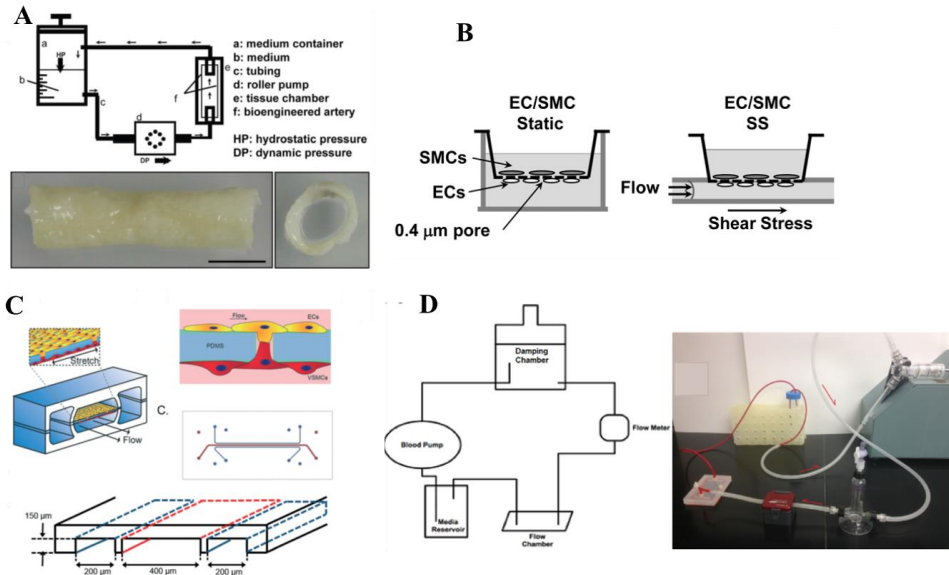 A
a
HP
b
c
d
DP
e
f
a: medium container
b: medium
c: tubing
d: roller pump
e: tissue chamber
f: bioengineered artery
HP: hydrostatic pressure
DP: dynamic pressure
B
EC/SMC
Static
EC/SMC
SS
SMCs
ECs
0.4 μm pore
Flow
Shear Stress
C
Stretch
Flow
Flow
ECs
PDMS
VSMCs
C.
150 μm
200 μm
400 μm
200 μm
D
Damping
Chamber
Blood Pump
Flow Meter
Media
Reservoir
Flow
Chamber